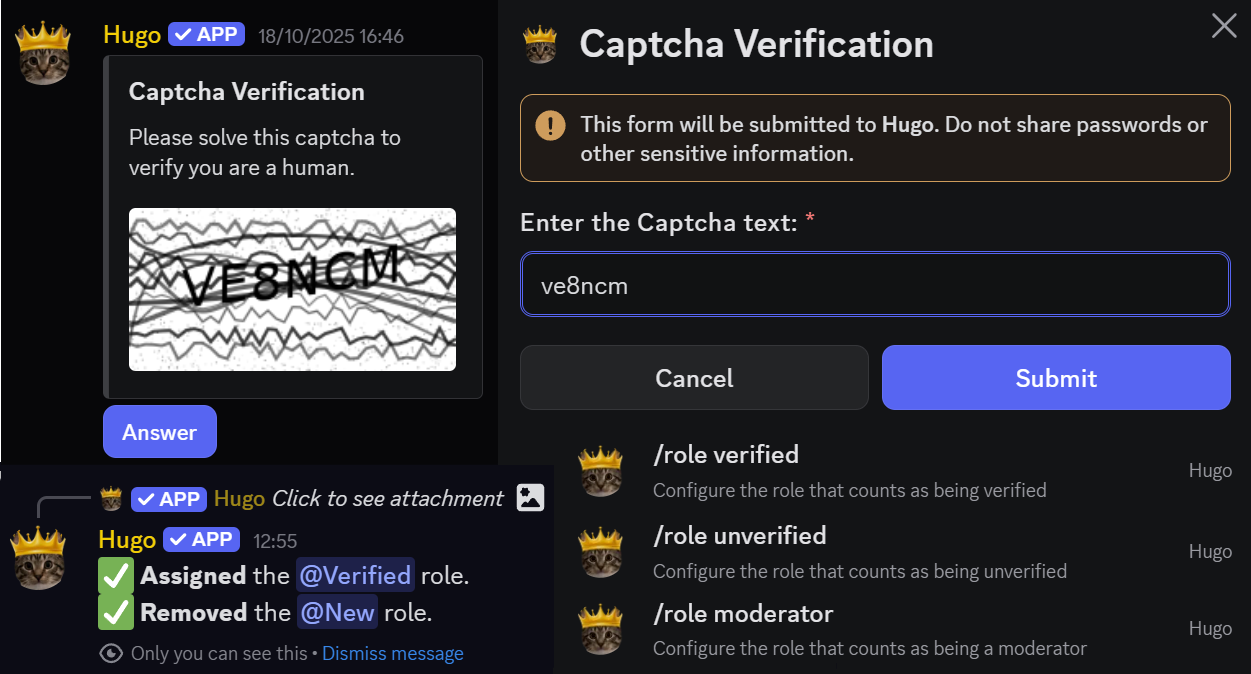 Hugo ✓ APP 18/10/2025 16:46
Captcha Verification
Please solve this captcha to
verify you are a human.
VE8NCM
Answer
Captcha Verification
This form will be submitted to Hugo. Do not share passwords or
other sensitive information.
Enter the Captcha text: *
ve8ncm
Cancel
Submit
✓ APP Hugo Click to see attachment
Hugo ✓ APP 12:55
✅ Assigned the @Verified role.
✅ Removed the @New role.
Only you can see this • Dismiss message
/role verified
Configure the role that counts as being verified
Hugo
/role unverified
Configure the role that counts as being unverified
Hugo
/role moderator
Configure the role that counts as being a moderator
Hugo